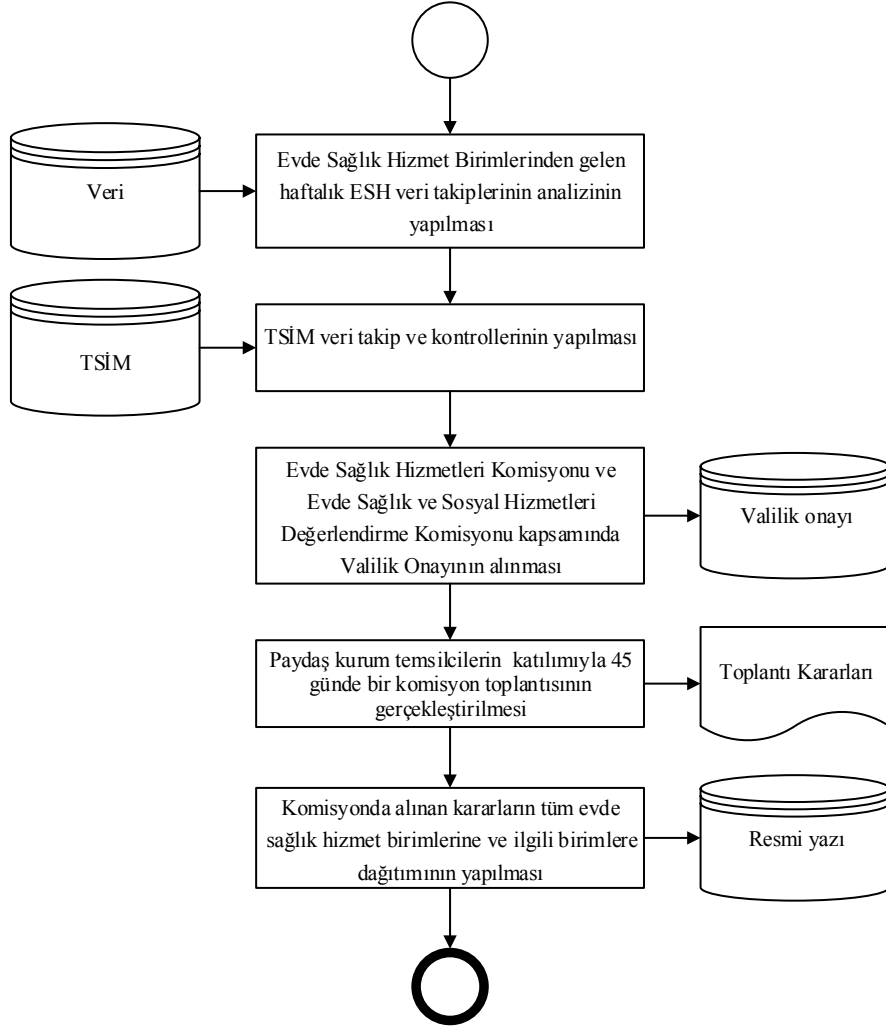 Veri
Evde Sağlık Hizmet Birimlerinden gelen
haftalık ESH veri takiplerinin analizinin
yapılması
TSİM
TSİM veri takip ve kontrollerinin yapılması
Evde Sağlık Hizmetleri Komisyonu ve
Evde Sağlık ve Sosyal Hizmetleri
Değerlendirme Komisyonu kapsamında
Valilik Onayının alınması
Valilik onayı
Paydaş kurum temsilcilerin katılımıyla 45
günde bir komisyon toplantısının
gerçekleştirilmesi
Toplantı Kararları
Komisyonda alınan kararların tüm evde
sağlık hizmet birimlerine ve ilgili birimlere
dağıtımının yapılması
Resmi yazı